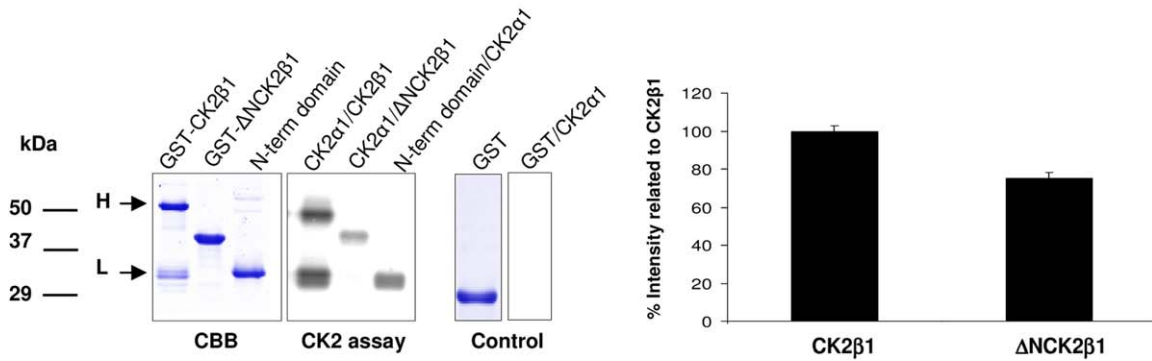 GST-CK2β1
GST-ΔNCK2β1
N-term domain
CK2α1/CK2β1
CK2α1/ΔNCK2β1
N-term domain/CK2α1
GST
GST/CK2α1
kDa
H
50
37
L
29
CBB
CK2 assay
Control
% Intensity related to CK2β1
120
100
80
60
40
20
0
CK2β1
ΔNCK2β1